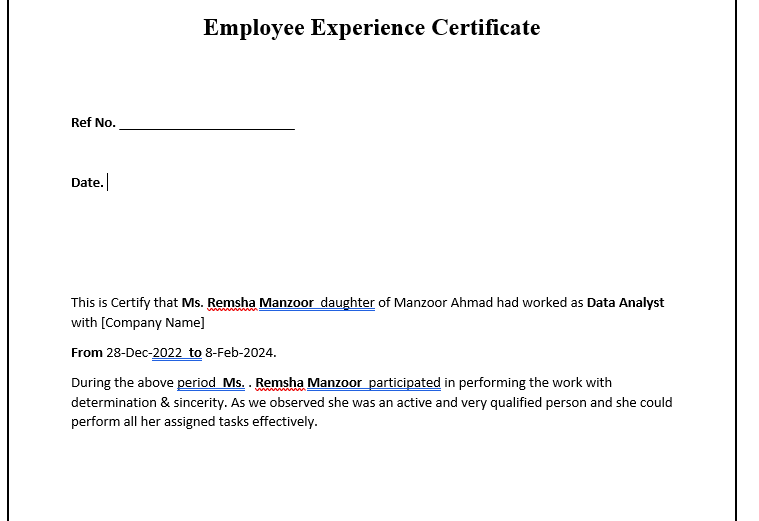 Employee Experience Certificate
Ref No. _________________________
Date.
This is Certify that Ms. Remsha Manzoor  daughter of Manzoor Ahmad had worked as Data Analyst
with [Company Name]
From 28-Dec-2022  to 8-Feb-2024.
During the above period  Ms. . Remsha Manzoor  participated in performing the work with
determination & sincerity. As we observed she was an active and very qualified person and she could
perform all her assigned tasks effectively.